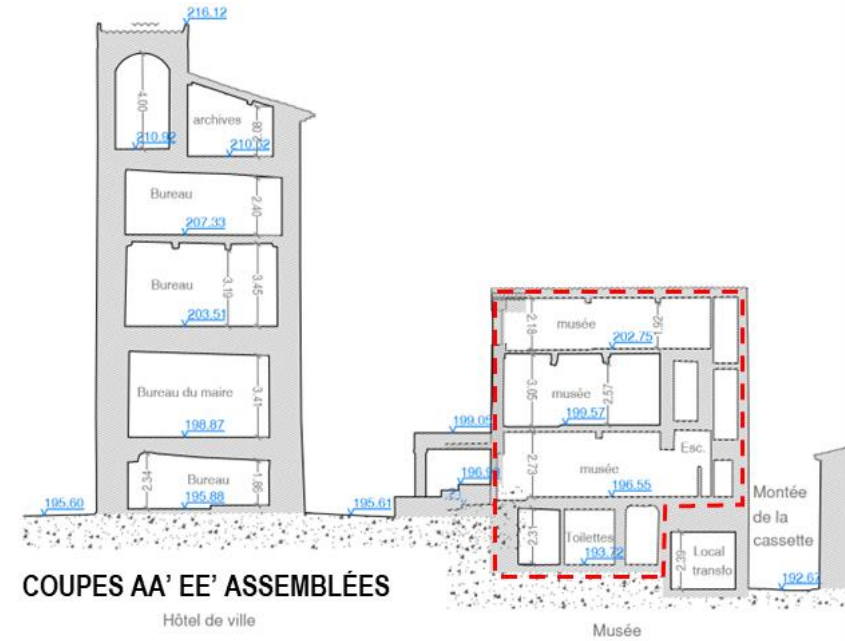 216.12
4.00
archives
2.80
210.92
210.32
Bureau
2.40
207.33
Bureau
3.19
3.45
203.51
Bureau du maire
3.41
198.87
2.34
Bureau
1.86
195.88
195.60
195.61
2.18
musée
1.92
202.75
3.05
musée
2.57
199.57
199.05
Esc.
2.73
musée
196.55
2.31
Toilettes
193.72
2.39
Local
transfo
Montée
de la
cassette
192.67
COUPES AA' EE' ASSEMBLÉES
Hôtel de ville
Musée